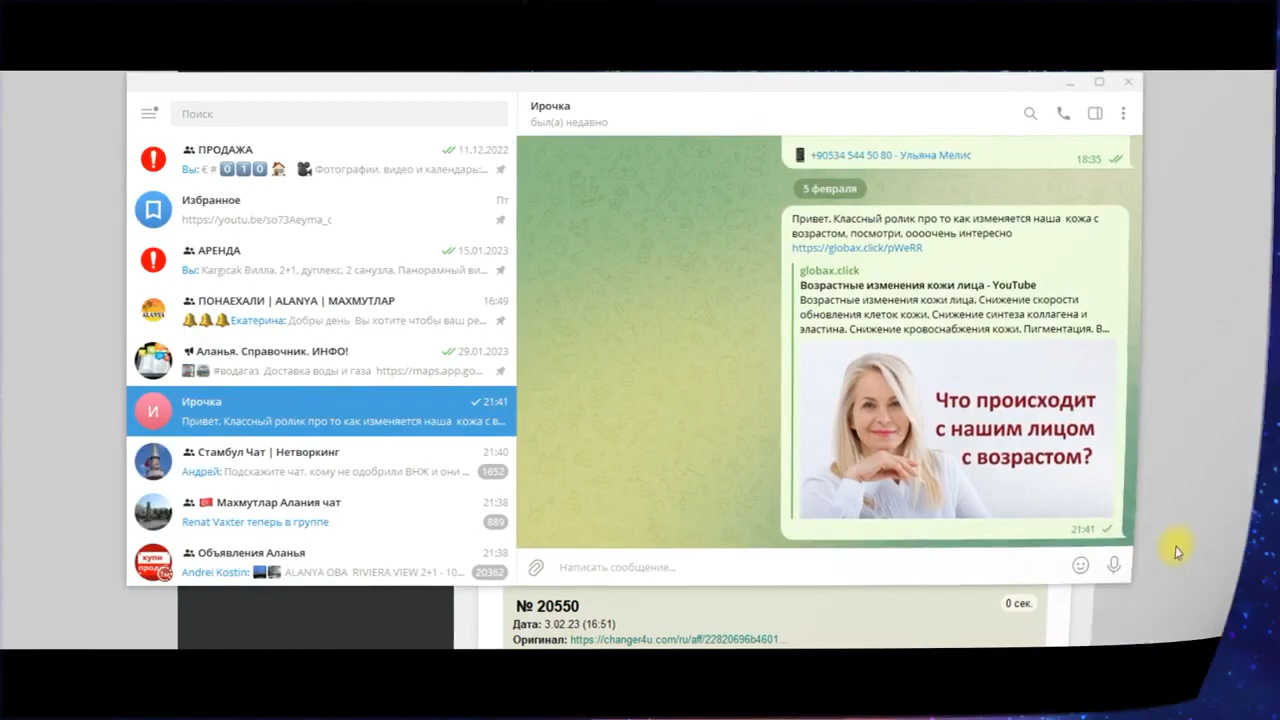 Поиск
ПРОДАЖА
11.12.2022
Вы: € # 0 1 0 Фотографии, видео и календарь:...
Избранное
Пт
https://youtu.be/so73Aeyma_c
АРЕНДА
15.01.2023
Вы: Kargıcak Вилла, 2+1, дуплекс, 2 санузла, Панорамный ви...
ALANYA
ПОНАЕХАЛИ | ALANYA | МАХМУТЛАР
16:49
Екатерина: Добры день Вы хотите чтобы ваш ре...
Аланья. Справочник. ИНФО!
29.01.2023
#водагаз Доставка воды и газа https://maps.app.go...
И
Ирочка
21:41
Привет. Классный ролик про то как изменяется наша кожа с в...
Стамбул Чат | Нетворкинг
21:40
Андрей: Подскажите чат, кому не одобрили ВНЖ и они ...
1652
Махмутлар Алания чат
21:38
Renat Vaxter теперь в группе
889
купи
Объявления Аланья
21:38
Andrei Kostin: ALANYA OBA RIVIERA VIEW 2+1 - 10...
20362
Ирочка
был(а) недавно
+90534 544 50 80 - Ульяна Мелис
18:35
5 февраля
Привет. Классный ролик про то как изменяется наша кожа с
возрастом, посмотри, оооочень интересно
https://globax.click/pWeRR
globax.click
Возрастные изменения кожи лица - YouTube
Возрастные изменения кожи лица. Снижение скорости
обновления клеток кожи. Снижение синтеза коллагена и
эластина. Снижение кровоснабжения кожи. Пигментация. В...
Что происходит
с нашим лицом
с возрастом?
21:41
Написать сообщение...
№ 20550
0 сек.
Дата: 3.02.23 (16:51)
Оригинал: https://changer4u.com/ru/aff/22820696b4601...